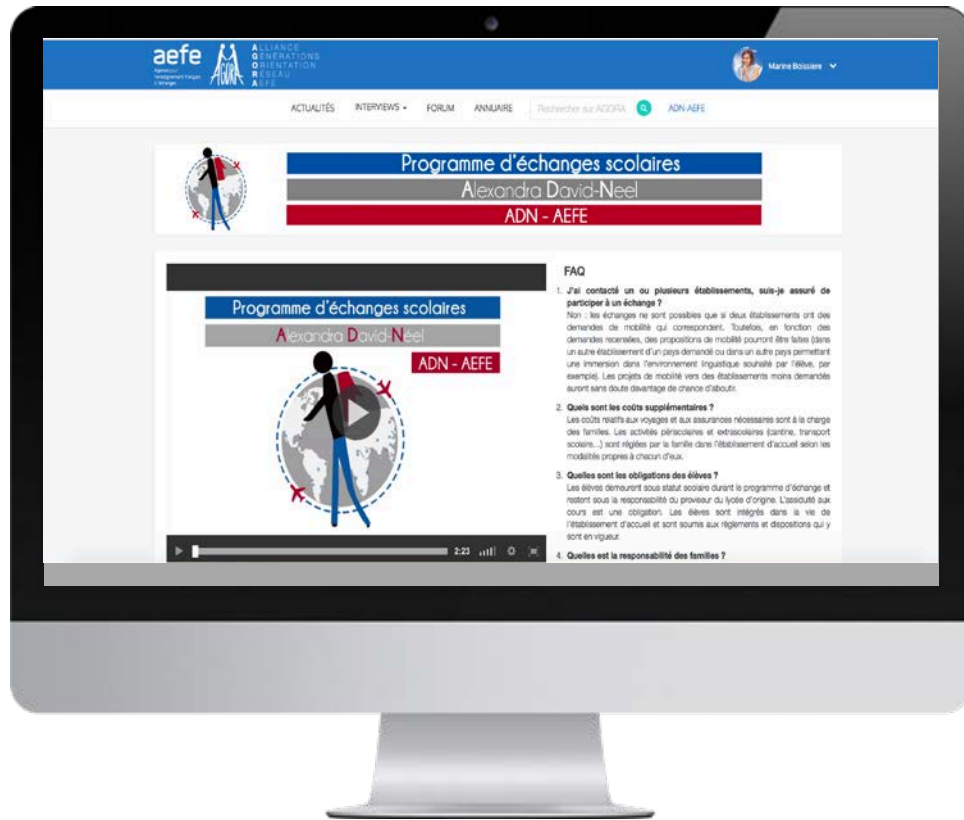 aefe
Agence pour
l'enseignement français
à l'étranger
AGORA
ALLIANCE
GÉNÉRATIONS
ORIENTATION
RÉSEAU
AEFE
Marine Boissiere
ACTUALITÉS INTERVIEWS FORUM ANNUAIRE Rechercher sur AGORA ADN-AEFE
Programme d'échanges scolaires
Alexandra David-Neel
ADN - AEFE
Programme d'échanges scolaires
Alexandra David-Néel
ADN - AEFE
2:23
FAQ
1. J'ai contacté un ou plusieurs établissements, suis-je assuré de
participer à un échange ?
Non : les échanges ne sont possibles que si deux établissements ont des
demandes de mobilité qui correspondent. Toutefois, en fonction des
demandes recensées, des propositions de mobilité pourront être faites (dans
un autre établissement d'un pays demandé ou dans un autre pays permettant
une immersion dans l'environnement linguistique souhaité par l'élève, par
exemple). Les projets de mobilité vers des établissements moins demandés
auront sans doute davantage de chance d'aboutir.
2. Quels sont les coûts supplémentaires ?
Les coûts relatifs aux voyages et aux assurances nécessaires sont à la charge
des familles. Les activités périscolaires et extrascolaires (cantine, transport
scolaire...) sont réglées par la famille dans l'établissement d'accueil selon les
modalités propres à chacun d'eux.
3. Quelles sont les obligations des élèves ?
Les élèves demeurent sous statut scolaire durant le programme d'échange et
restent sous la responsabilité du proviseur du lycée d'origine. L'assiduité aux
cours est une obligation. Les élèves sont intégrés dans la vie de
l'établissement d'accueil et sont soumis aux règlements et dispositions qui y
sont en vigueur.
4. Quelles est la responsabilité des familles ?